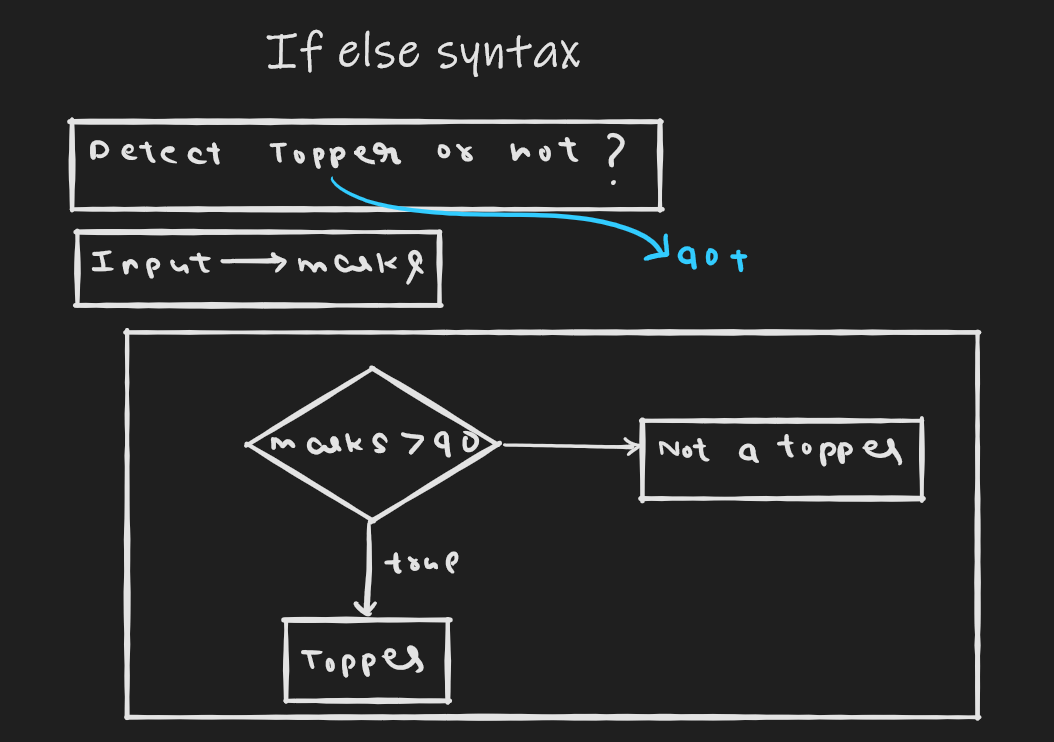 If else syntax
Detect Topper or not ?
90+
Input → marks
marks > 90
Not a topper
true
Topper